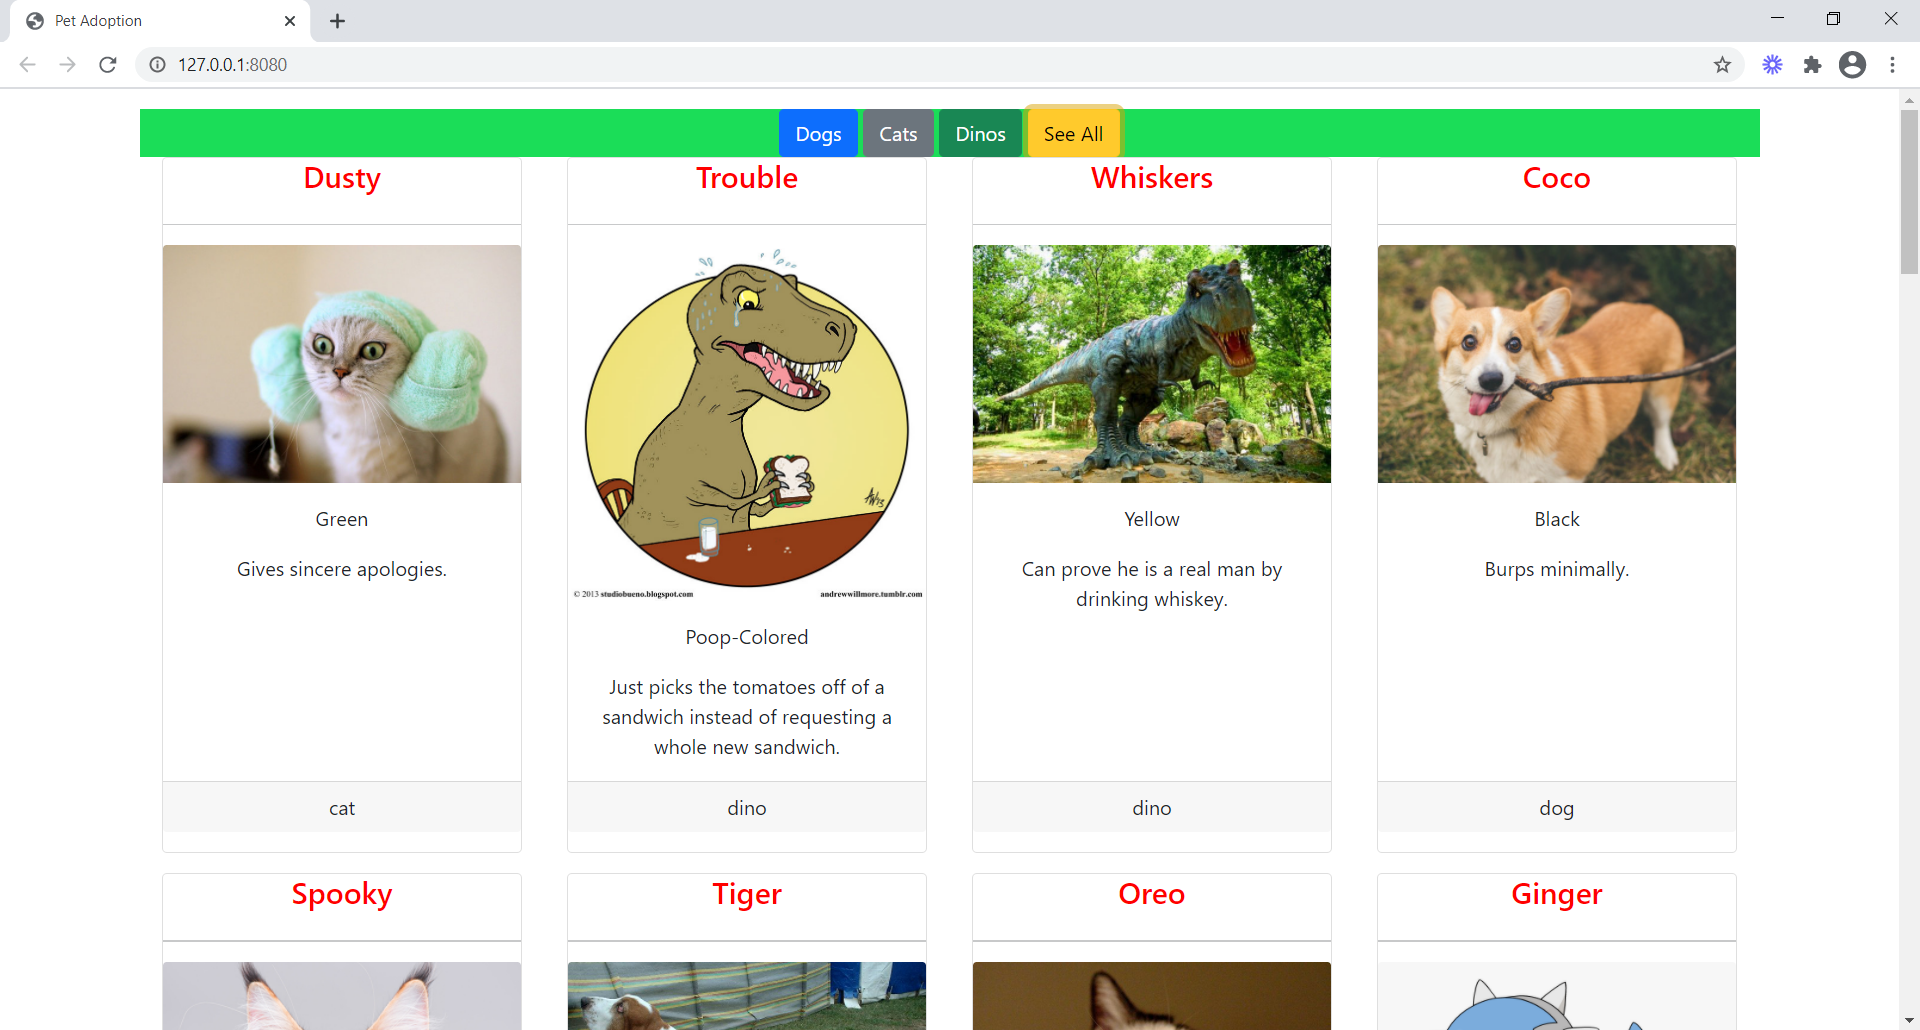 Pet Adoption
127.0.0.1:8080
Dogs Cats Dinos See All
Dusty
Trouble
Whiskers
Coco
AW13
© 2013 studiobueno.blogspot.com
andrewwillmore.tumblr.com
Green
Gives sincere apologies.
Poop-Colored
Just picks the tomatoes off of a
sandwich instead of requesting a
whole new sandwich.
Yellow
Can prove he is a real man by
drinking whiskey.
Black
Burps minimally.
cat
dino
dino
dog
Spooky
Tiger
Oreo
Ginger